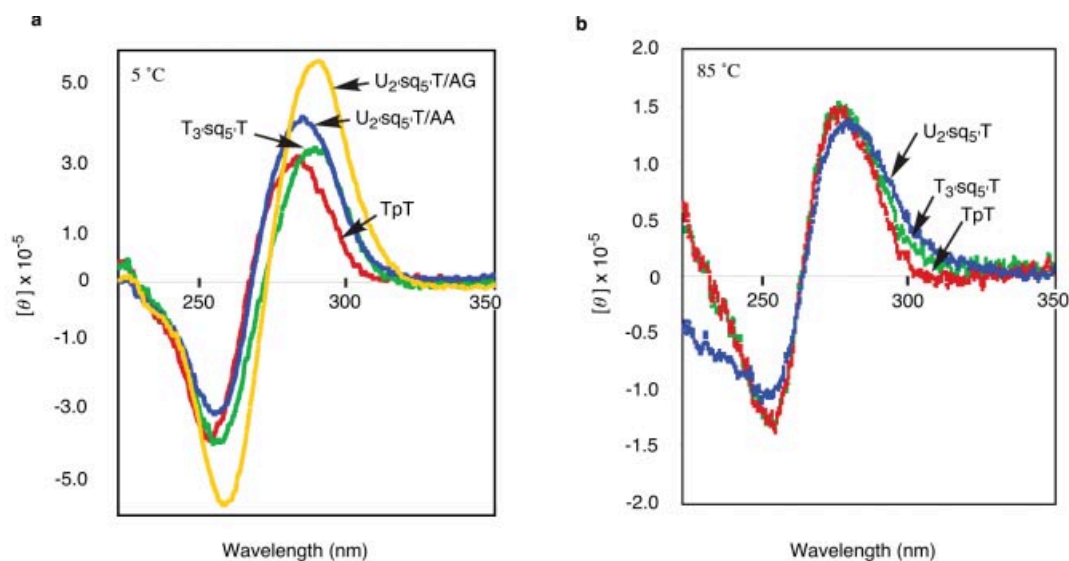 a
5 ˚C
5.0
3.0
1.0
0
-1.0
-3.0
-5.0
[θ] x 10⁻⁵
250
300
350
Wavelength (nm)
U₂'sq₅'T/AG
U₂'sq₅'T/AA
T₃'sq₅'T
TpT
b
85 ˚C
2.0
1.5
1.0
0.5
0
-0.5
-1.0
-1.5
-2.0
[θ] x 10⁻⁵
250
300
350
Wavelength (nm)
U₂'sq₅'T
T₃'sq₅'T
TpT